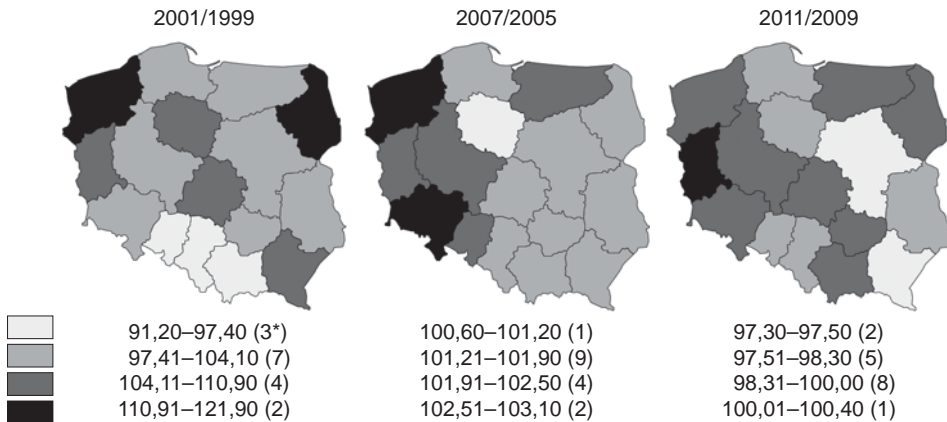 2001/1999 2007/2005 2011/2009
91,20–97,40 (3*) 100,60–101,20 (1) 97,30–97,50 (2)
97,41–104,10 (7) 101,21–101,90 (9) 97,51–98,30 (5)
104,11–110,90 (4) 101,91–102,50 (4) 98,31–100,00 (8)
110,91–121,90 (2) 102,51–103,10 (2) 100,01–100,40 (1)